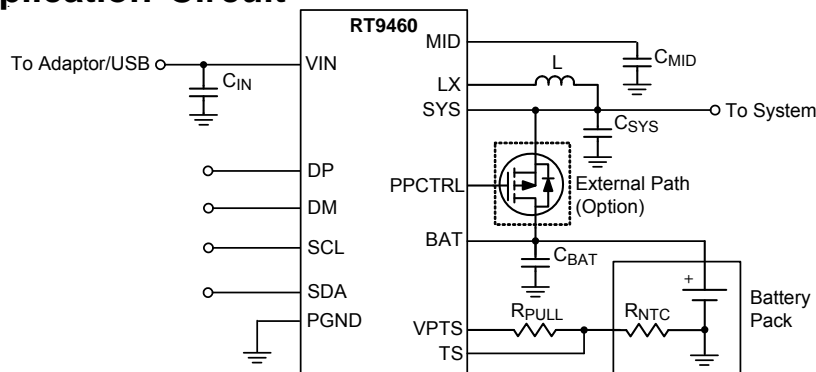 plication Circuit
RT9460
MID
To Adaptor/USB
VIN
CIN
CMID
L
LX
SYS
To System
CSYS
DP
PPCTRL
External Path
(Option)
DM
BAT
SCL
CBAT
SDA
+
Battery
Pack
PGND
RPULL
RNTC
VPTS
TS